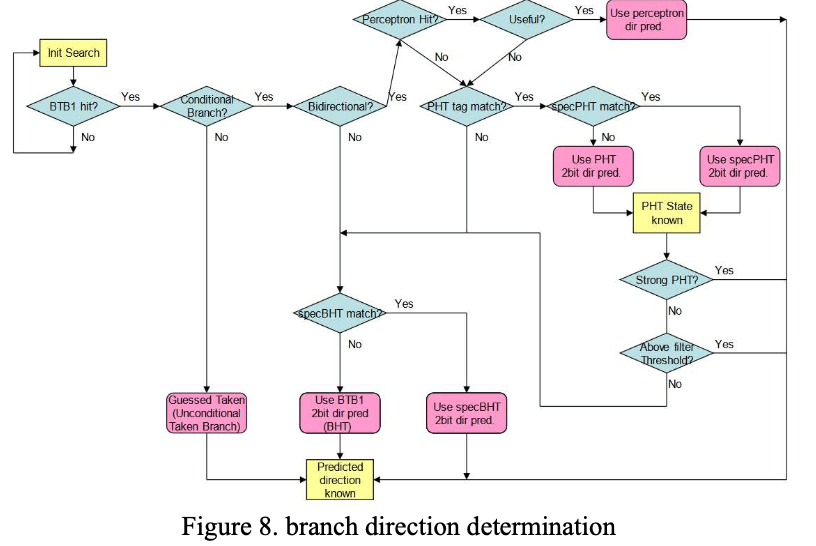 Perceptron Hit?
Yes
Useful?
Yes
Use perceptron
dir pred.
No
No
Init Search
BTB1 hit?
Yes
No
Conditional
Branch?
Yes
No
Bidirectional?
Yes
No
PHT tag match?
Yes
No
specPHT match?
Yes
No
Use PHT
2bit dir pred.
Use specPHT
2bit dir pred.
PHT State
known
Strong PHT?
Yes
No
Above filter
Threshold?
Yes
No
specBHT match?
Yes
No
Guessed Taken
(Unconditional
Taken Branch)
Use BTB1
2bit dir pred
(BHT)
Use specBHT
2bit dir pred.
Predicted
direction
known
Figure 8. branch direction determination